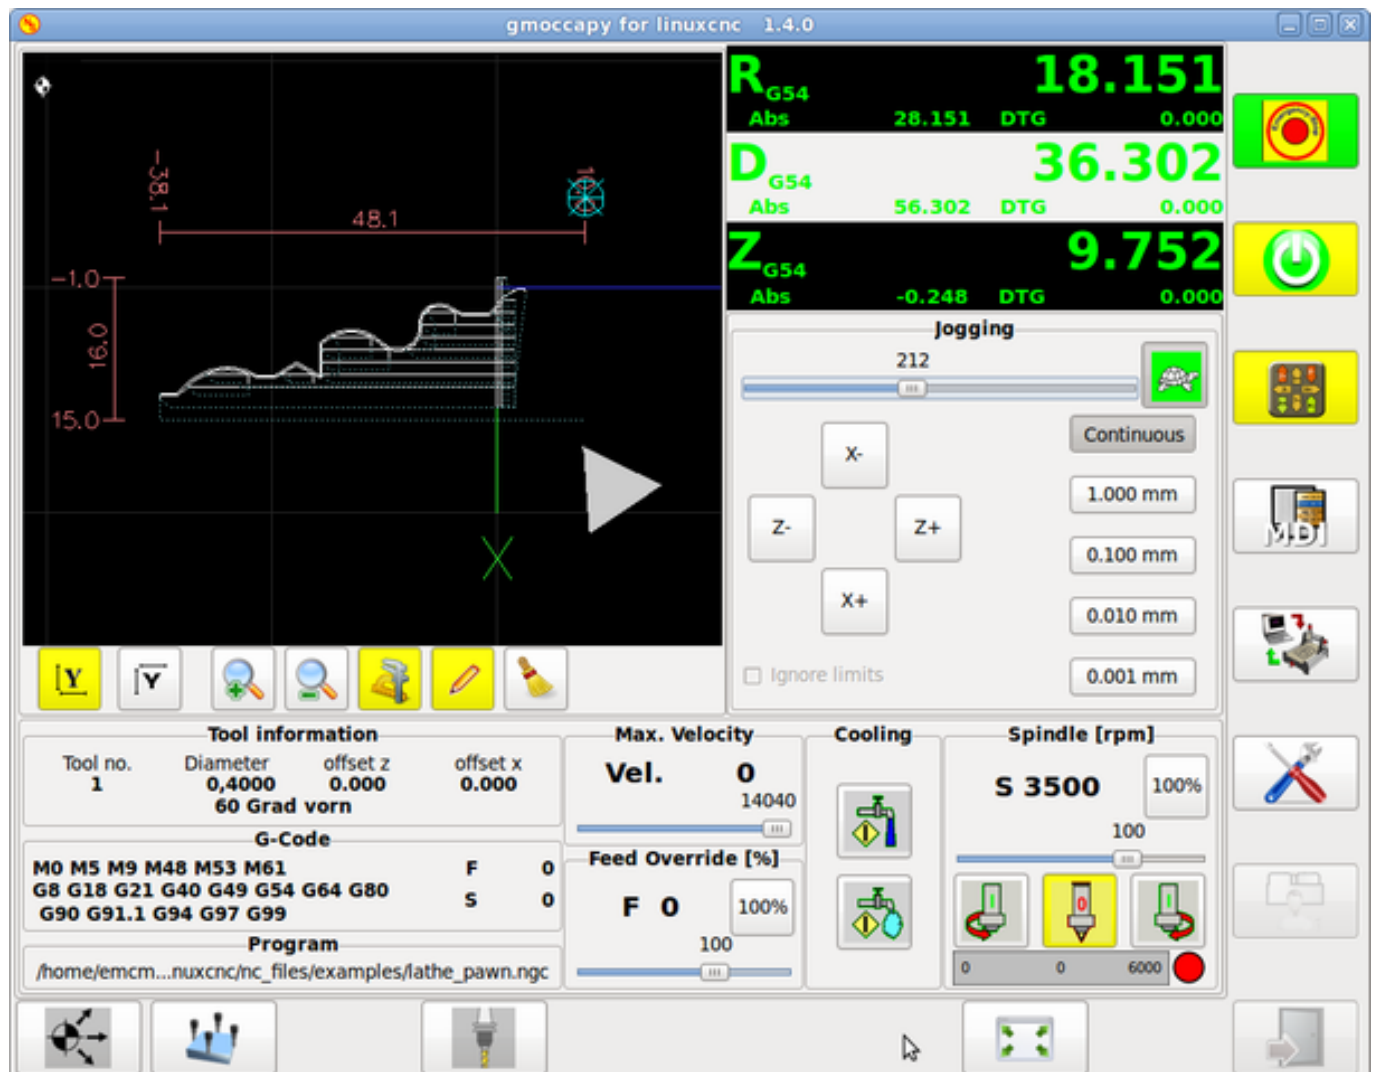 gmoccapy for linuxcnc 1.4.0
R G54 18.151
Abs 28.151 DTG 0.000
D G54 36.302
Abs 56.302 DTG 0.000
Z G54 9.752
Abs -0.248 DTG 0.000
-38.1
48.1
-1.0
16.0
15.0
X
Jogging
212
Continuous
X-
1.000 mm
Z- Z+
0.100 mm
X+
0.010 mm
Ignore limits
0.001 mm
Y Y
MDI
Tool information
Tool no. Diameter offset z offset x
1 0,4000 0.000 0.000
60 Grad vorn
G-Code
M0 M5 M9 M48 M53 M61 F 0
G8 G18 G21 G40 G49 G54 G64 G80 S 0
G90 G91.1 G94 G97 G99
Program
/home/emcm...nuxcnc/nc_files/examples/lathe_pawn.ngc
Max. Velocity
Vel. 0
14040
Feed Override [%]
F 0 100%
100
Cooling
Spindle [rpm]
S 3500 100%
100
I 0 I
0 0 6000